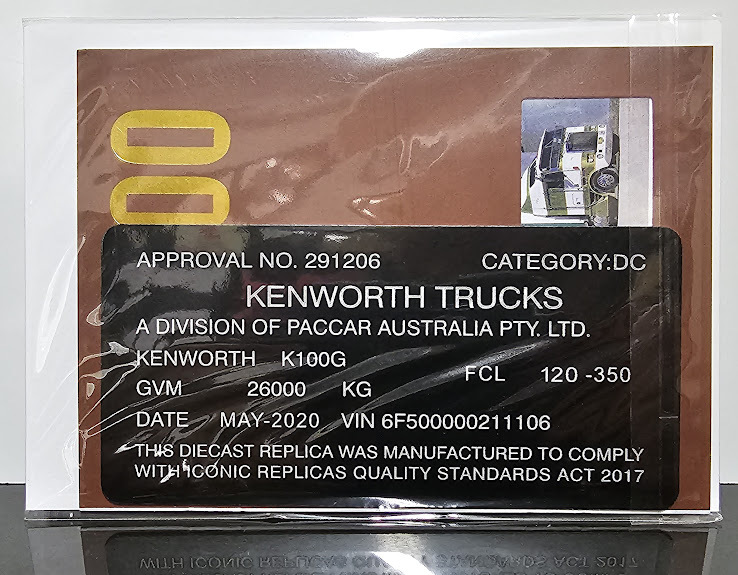 00
00
APPROVAL NO. 291206 CATEGORY:DC
KENWORTH TRUCKS
A DIVISION OF PACCAR AUSTRALIA PTY. LTD.
KENWORTH K100G
FCL 120 -350
GVM 26000 KG
DATE MAY-2020 VIN 6F500000211106
THIS DIECAST REPLICA WAS MANUFACTURED TO COMPLY
WITH ICONIC REPLICAS QUALITY STANDARDS ACT 2017